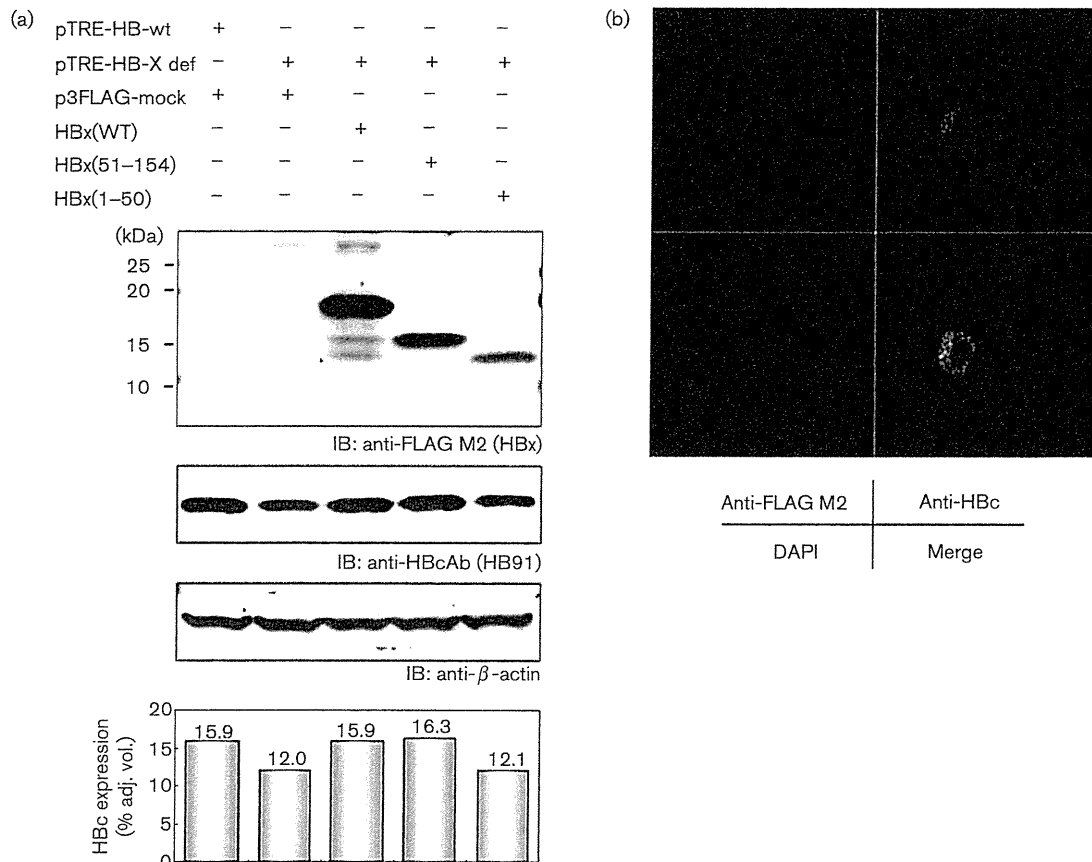 (a)
pTRE-HB-wt + – – – –
pTRE-HB-X def – + + + +
p3FLAG-mock + + – – –
HBx(WT) – – + – –
HBx(51–154) – – – + –
HBx(1–50) – – – – +
(kDa)
25
20
15
10
IB: anti-FLAG M2 (HBx)
IB: anti-HBcAb (HB91)
IB: anti-β-actin
HBc expression
(% adj. vol.)
20
15
10
5
0
15.9 12.0 15.9 16.3 12.1
(b)
Anti-FLAG M2 Anti-HBc
DAPI Merge